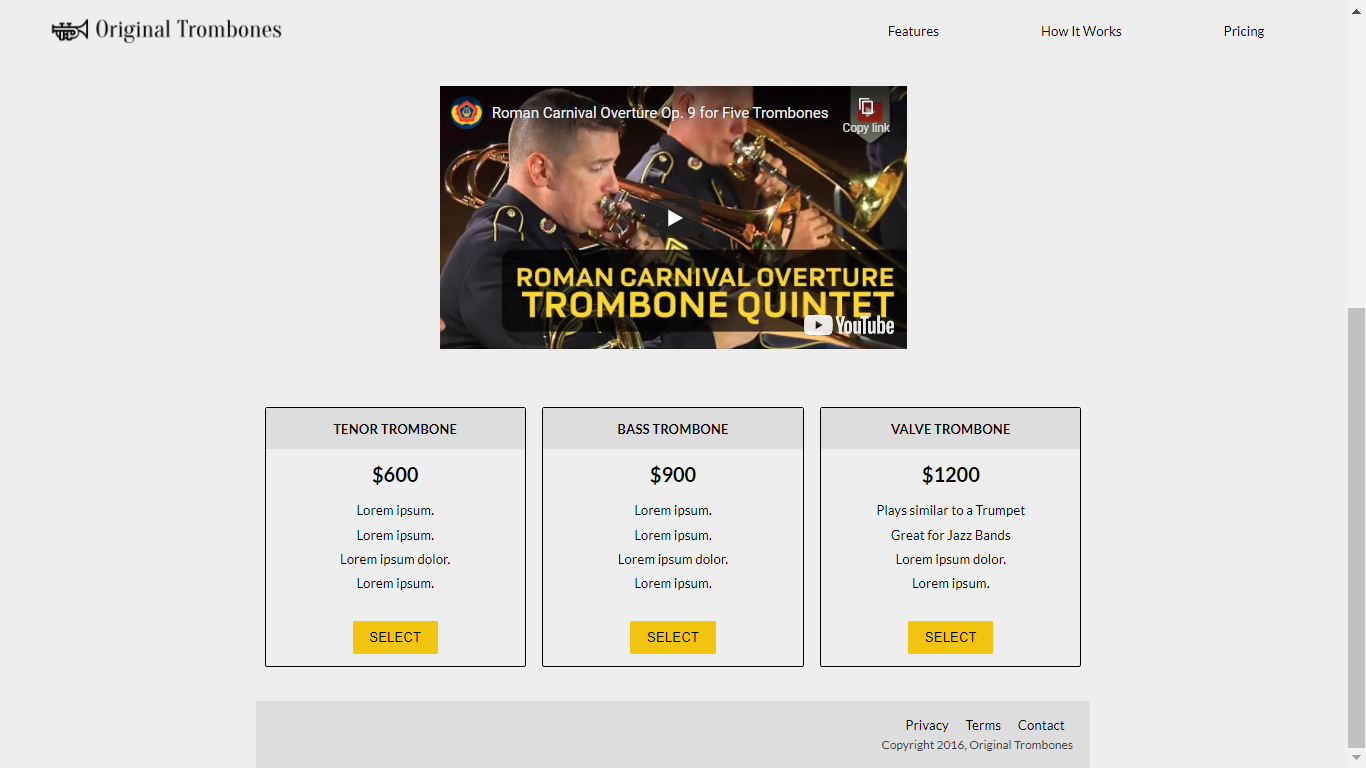 Original Trombones
Features
How It Works
Pricing
Roman Carnival Overture Op. 9 for Five Trombones
Copy link
ROMAN CARNIVAL OVERTURE
TROMBONE QUINTET
YouTube
TENOR TROMBONE
$600
Lorem ipsum.
Lorem ipsum.
Lorem ipsum dolor.
Lorem ipsum.
SELECT
BASS TROMBONE
$900
Lorem ipsum.
Lorem ipsum.
Lorem ipsum dolor.
Lorem ipsum.
SELECT
VALVE TROMBONE
$1200
Plays similar to a Trumpet
Great for Jazz Bands
Lorem ipsum dolor.
Lorem ipsum.
SELECT
Privacy
Terms
Contact
Copyright 2016, Original Trombones